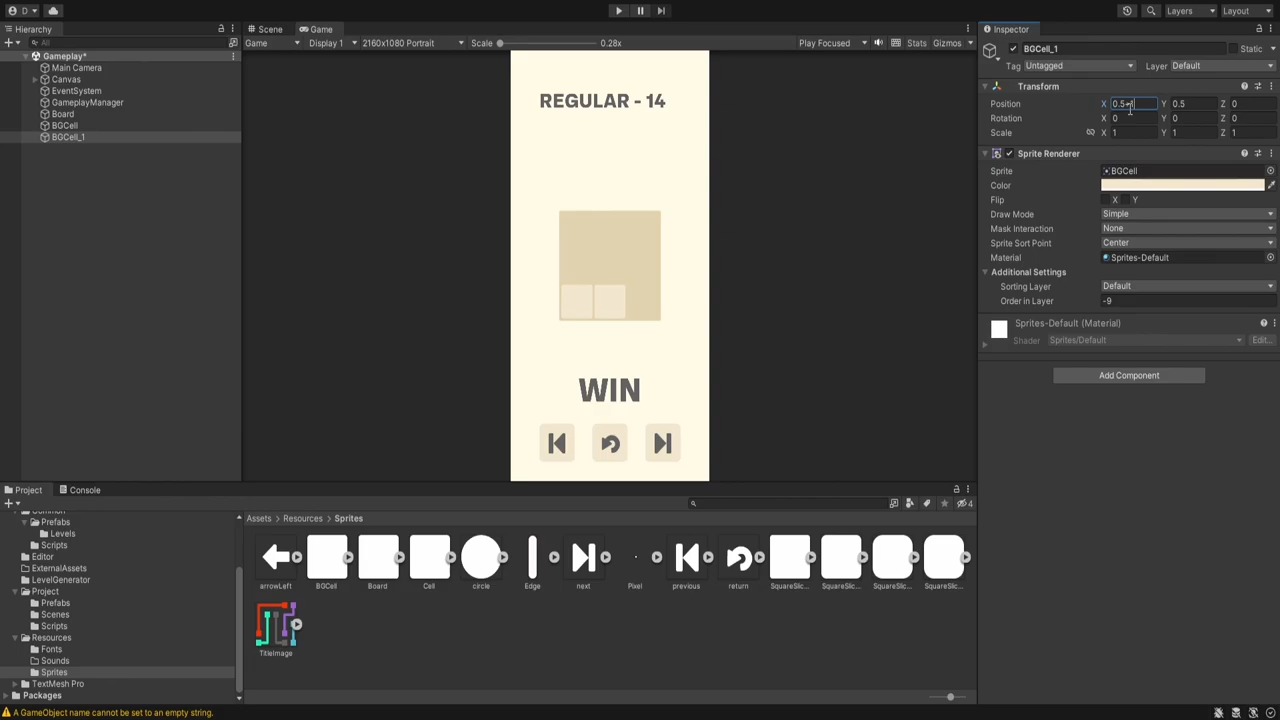 D
Layers
Layout
Hierarchy
All
Gameplay*
Main Camera
Canvas
EventSystem
GameplayManager
Board
BGCell
BGCell_1
Scene
Game
Game
Display 1
2160x1080 Portrait
Scale
0.28x
Play Focused
Stats
Gizmos
REGULAR - 14
WIN
Inspector
BGCell_1
Static
Tag
Untagged
Layer
Default
Transform
Position
X
Y
0.5
Z
0
Rotation
X
0
Y
0
Z
0
Scale
X
1
Y
1
Z
1
Sprite Renderer
Sprite
BGCell
Color
Flip
X
Y
Draw Mode
Simple
Mask Interaction
None
Sprite Sort Point
Center
Material
Sprites-Default
Additional Settings
Sorting Layer
Default
Order in Layer
-9
Sprites-Default (Material)
Shader
Sprites/Default
Edit...
Add Component
Project
Console
4
Prefabs
Levels
Scripts
Editor
ExternalAssets
LevelGenerator
Project
Prefabs
Scenes
Scripts
Resources
Fonts
Sounds
Sprites
TextMesh Pro
Packages
Assets
Resources
Sprites
arrowLeft
BGCell
Board
Cell
circle
Edge
next
Pixel
previous
return
SquareSlic...
SquareSlic...
SquareSlic...
SquareSlic...
TitleImage
A GameObject name cannot be set to an empty string.